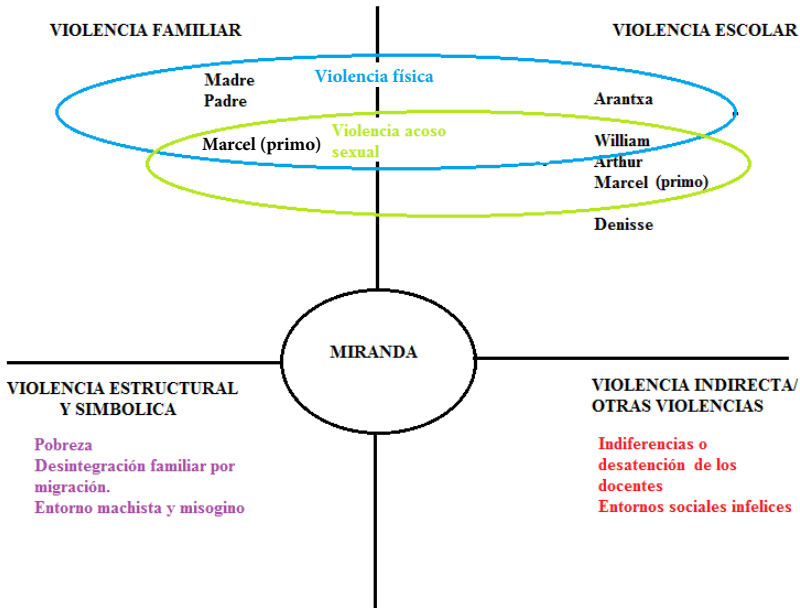 VIOLENCIA FAMILIAR
VIOLENCIA ESCOLAR
Madre
Padre
Violencia física
Arantxa
Marcel (primo)
Violencia acoso
sexual
William
Arthur
Marcel (primo)
Denisse
MIRANDA
VIOLENCIA ESTRUCTURAL
Y SIMBOLICA
Pobreza
Desintegración familiar por
migración.
Entorno machista y misogino
VIOLENCIA INDIRECTA/
OTRAS VIOLENCIAS
Indiferencias o
desatención de los
docentes
Entornos sociales infelices